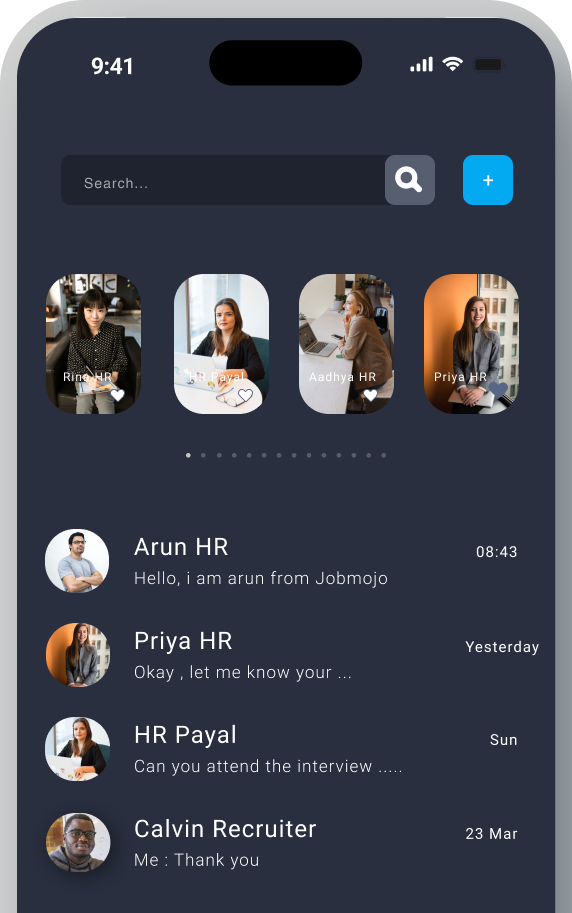 9:41
Search...
+
Rino HR
HR Payal
Aadhya HR
Priya HR
Arun HR
08:43
Hello, i am arun from Jobmojo
Priya HR
Yesterday
Okay , let me know your ...
HR Payal
Sun
Can you attend the interview .....
Calvin Recruiter
23 Mar
Me : Thank you